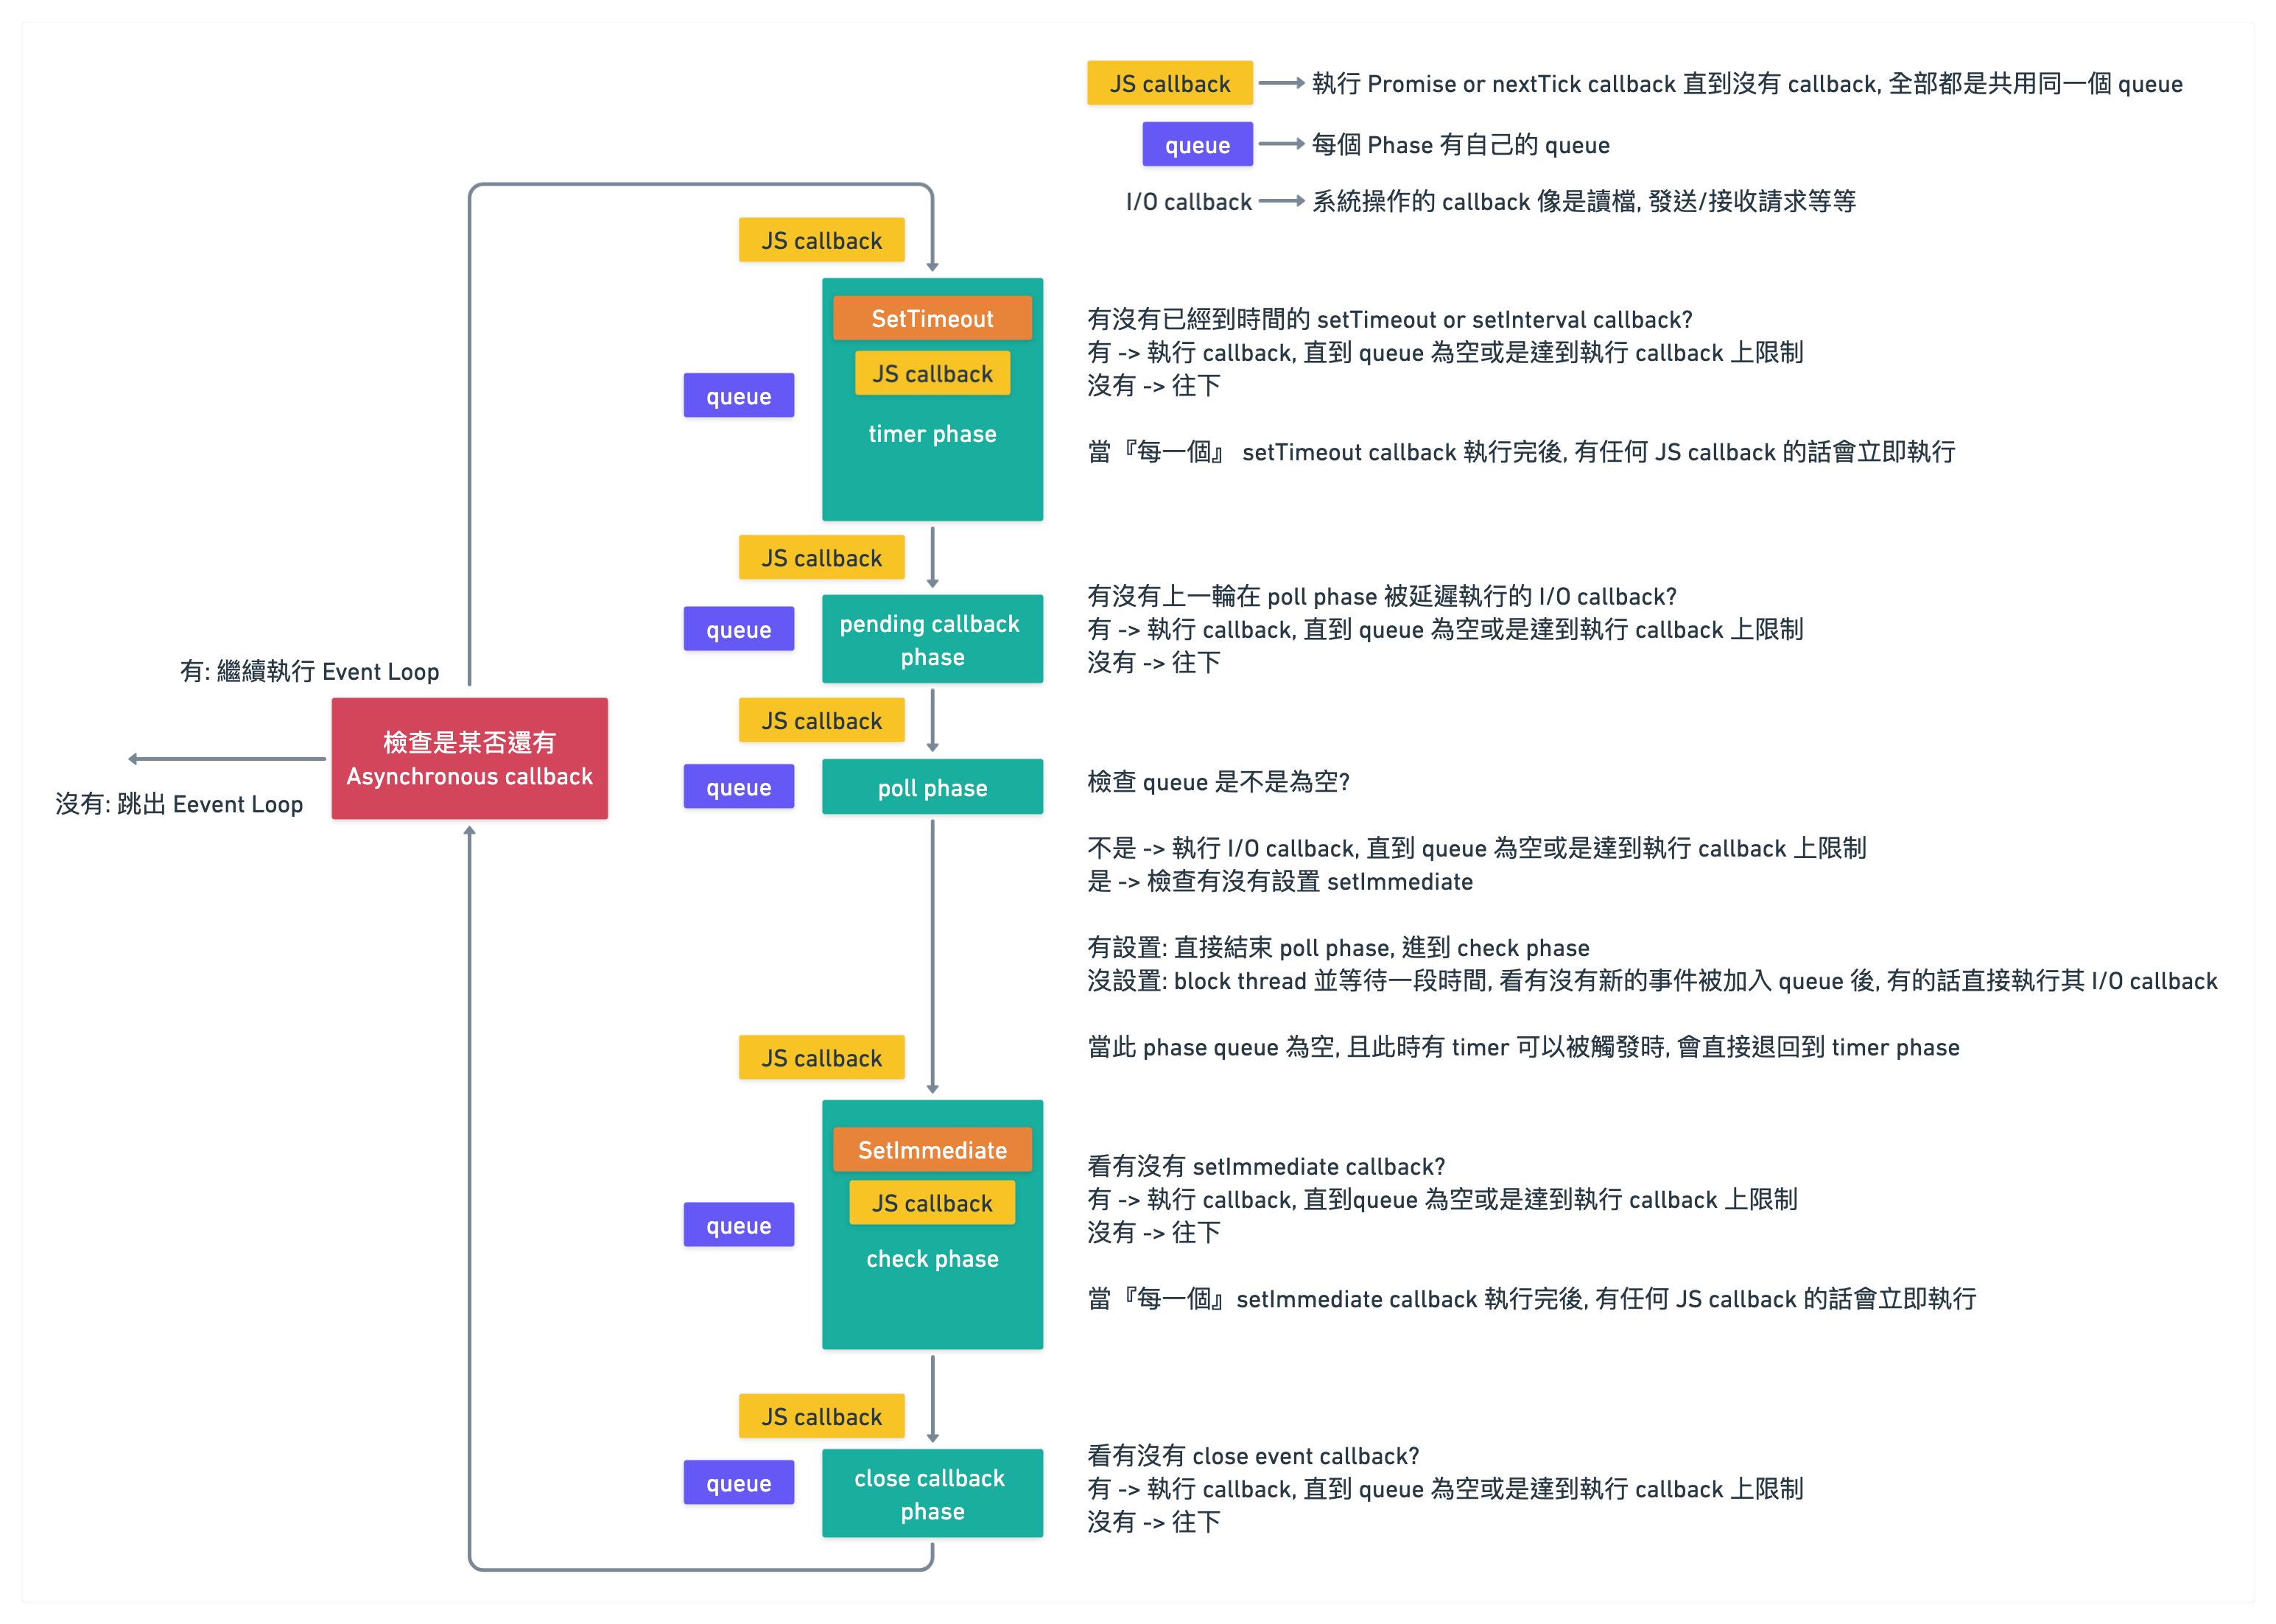 JS callback
執行 Promise or nextTick callback 直到沒有 callback, 全部都是共用同一個 queue
queue
每個 Phase 有自己的 queue
I/O callback
系統操作的 callback 像是讀檔, 發送/接收請求等等
JS callback
SetTimeout
JS callback
queue
timer phase
有沒有已經到時間的 setTimeout or setInterval callback?
有 -> 執行 callback, 直到 queue 為空或是達到執行 callback 上限制
沒有 -> 往下
當『每一個』 setTimeout callback 執行完後, 有任何 JS callback 的話會立即執行
JS callback
queue
pending callback
phase
有沒有上一輪在 poll phase 被延遲執行的 I/O callback?
有 -> 執行 callback, 直到 queue 為空或是達到執行 callback 上限制
沒有 -> 往下
有: 繼續執行 Event Loop
檢查是某否還有
Asynchronous callback
沒有: 跳出 Eevent Loop
JS callback
queue
poll phase
檢查 queue 是不是為空?
不是 -> 執行 I/O callback, 直到 queue 為空或是達到執行 callback 上限制
是 -> 檢查有沒有設置 setImmediate
有設置: 直接結束 poll phase, 進到 check phase
沒設置: block thread 並等待一段時間, 看有沒有新的事件被加入 queue 後, 有的話直接執行其 I/O callback
當此 phase queue 為空, 且此時有 timer 可以被觸發時, 會直接退回到 timer phase
JS callback
SetImmediate
JS callback
queue
check phase
看有沒有 setImmediate callback?
有 -> 執行 callback, 直到queue 為空或是達到執行 callback 上限制
沒有 -> 往下
當『每一個』setImmediate callback 執行完後, 有任何 JS callback 的話會立即執行
JS callback
queue
close callback
phase
看有沒有 close event callback?
有 -> 執行 callback, 直到 queue 為空或是達到執行 callback 上限制
沒有 -> 往下